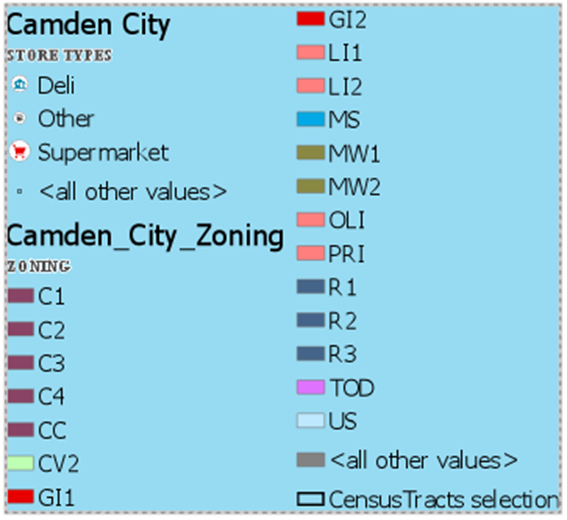 Camden City
STORE TYPES
Deli
Other
Supermarket
<all other values>
Camden_City_Zoning
ZONING
C1
C2
C3
C4
CC
CV2
GI1
GI2
LI1
LI2
MS
MW1
MW2
OLI
PRI
R1
R2
R3
TOD
US
<all other values>
CensusTracts selection